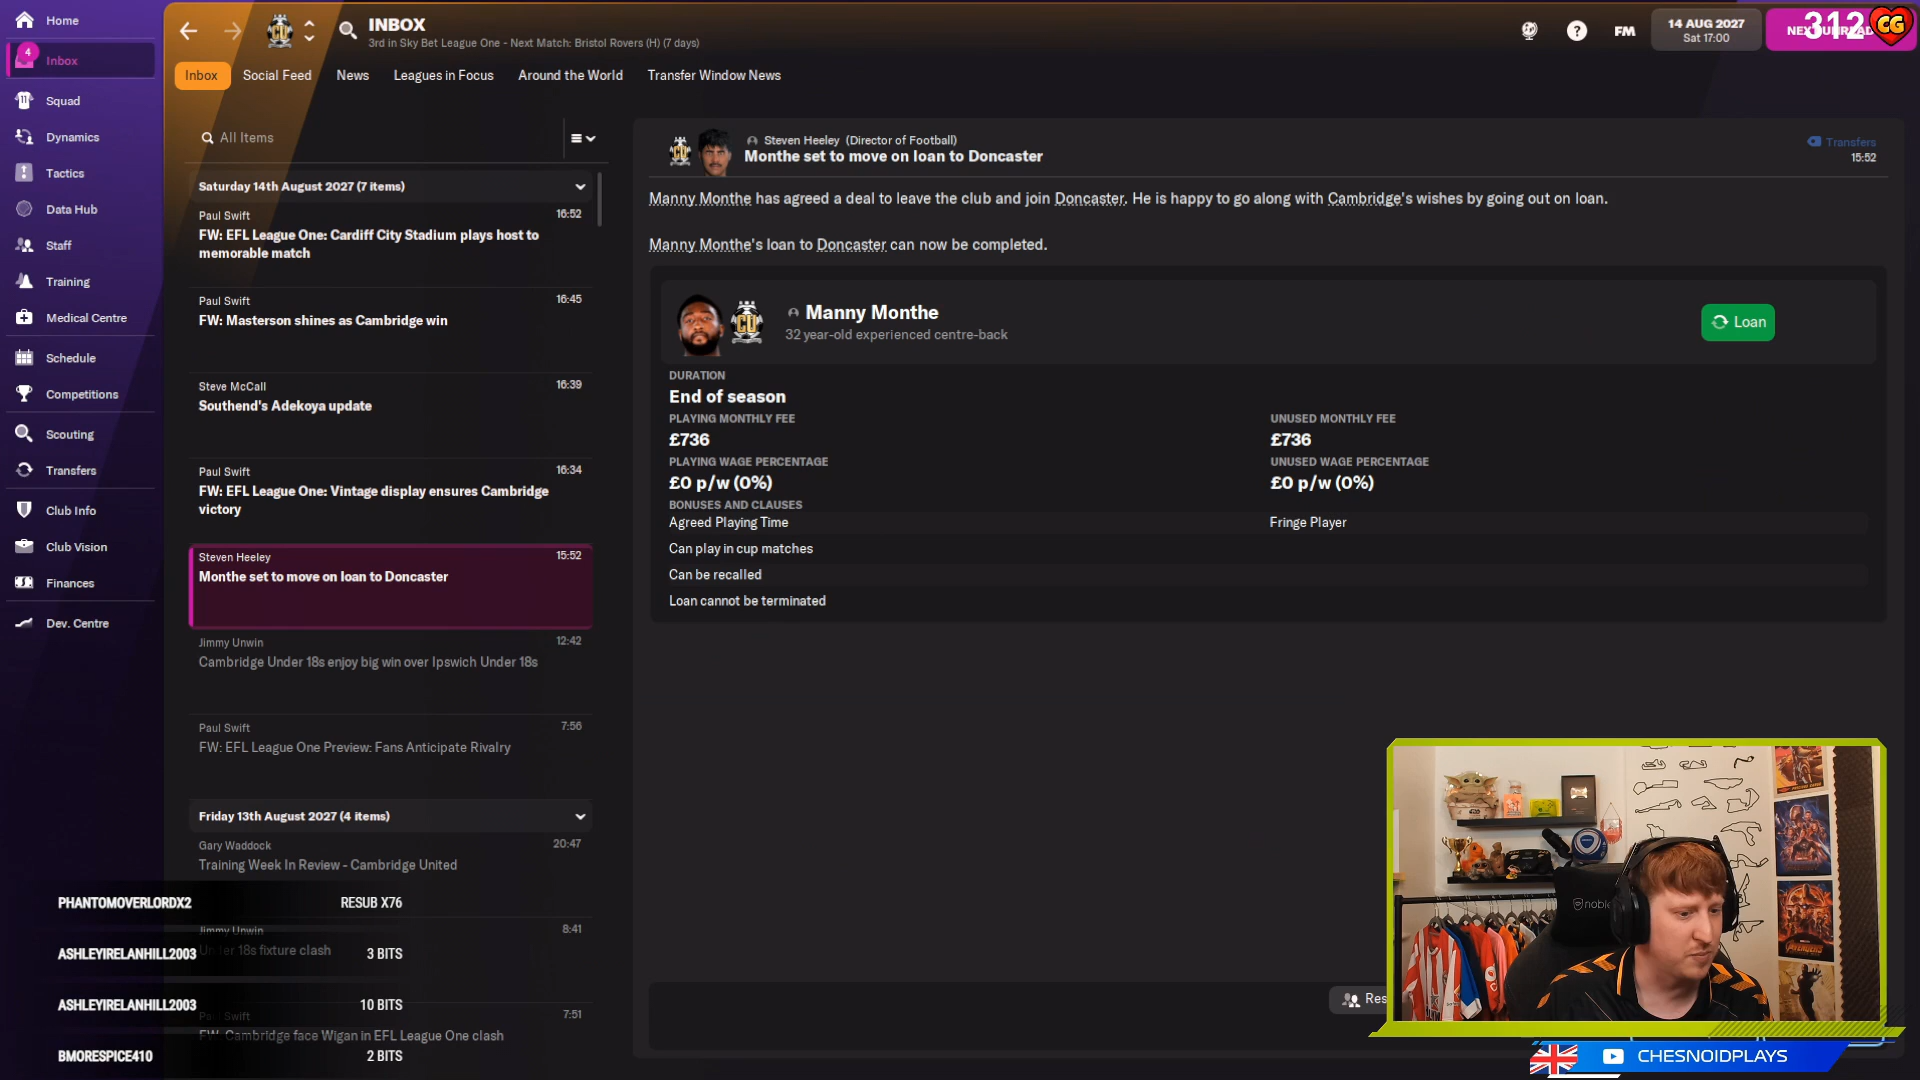 Home
4
Inbox
Squad
Dynamics
Tactics
Data Hub
Staff
Training
Medical Centre
Schedule
Competitions
Scouting
Transfers
Club Info
Club Vision
Finances
Dev. Centre
INBOX
3rd in Sky Bet League One - Next Match: Bristol Rovers (H) (7 days)
FM
14 AUG 2027
Sat 17:00
312
CG
Inbox
Social Feed
News
Leagues in Focus
Around the World
Transfer Window News
All Items
Saturday 14th August 2027 (7 items)
Paul Swift
16:52
FW: EFL League One: Cardiff City Stadium plays host to
memorable match
Paul Swift
16:45
FW: Masterson shines as Cambridge win
Steve McCall
16:39
Southend's Adekoya update
Paul Swift
16:34
FW: EFL League One: Vintage display ensures Cambridge
victory
Steven Heeley
15:52
Monthe set to move on loan to Doncaster
Jimmy Unwin
12:42
Cambridge Under 18s enjoy big win over Ipswich Under 18s
Paul Swift
7:56
FW: EFL League One Preview: Fans Anticipate Rivalry
Friday 13th August 2027 (4 items)
Gary Waddock
20:47
Training Week In Review - Cambridge United
PHANTOMOVERLORDX2
RESUB X76
Jimmy Unwin
8:41
18s fixture clash
ASHLEYIRELANHILL2003
3 BITS
ASHLEYIRELANHILL2003
10 BITS
Swift
7:51
FW: Cambridge face Wigan in EFL League One clash
BMORESPICE410
2 BITS
Steven Heeley (Director of Football)
Monthe set to move on loan to Doncaster
Transfers
15:52
Manny Monthe has agreed a deal to leave the club and join Doncaster. He is happy to go along with Cambridge's wishes by going out on loan.
Manny Monthe's loan to Doncaster can now be completed.
CU
Manny Monthe
32 year-old experienced centre-back
Loan
DURATION
End of season
PLAYING MONTHLY FEE
£736
UNUSED MONTHLY FEE
£736
PLAYING WAGE PERCENTAGE
£0 p/w (0%)
UNUSED WAGE PERCENTAGE
£0 p/w (0%)
BONUSES AND CLAUSES
Agreed Playing Time
Fringe Player
Can play in cup matches
Can be recalled
Loan cannot be terminated
Res
noble
AVENGERS
CHESNOIDPLAYS